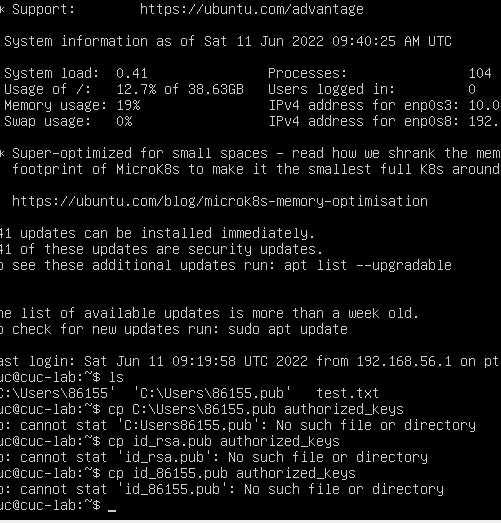 * Support:        https://ubuntu.com/advantage
System information as of Sat 11 Jun 2022 09:40:25 AM UTC
System load:  0.41               Processes:               104
Usage of /:   12.7% of 38.63GB   Users logged in:         0
Memory usage: 19%                IPv4 address for enp0s3: 10.0
Swap usage:   0%                 IPv4 address for enp0s8: 192.
* Super-optimized for small spaces - read how we shrank the mem
footprint of MicroK8s to make it the smallest full K8s around
https://ubuntu.com/blog/microk8s-memory-optimisation
41 updates can be installed immediately.
41 of these updates are security updates.
o see these additional updates run: apt list --upgradable
he list of available updates is more than a week old.
o check for new updates run: sudo apt update
ast login: Sat Jun 11 09:19:58 UTC 2022 from 192.168.56.1 on pt
uc@cuc-lab:~$ ls
C:\Users\86155'  'C:\Users\86155.pub'   test.txt
uc@cuc-lab:~$ cp C:\Users\86155.pub authorized_keys
p: cannot stat 'C:Users86155.pub': No such file or directory
uc@cuc-lab:~$ cp id_rsa.pub authorized_keys
p: cannot stat 'id_rsa.pub': No such file or directory
uc@cuc-lab:~$ cp id_86155.pub authorized_keys
p: cannot stat 'id_86155.pub': No such file or directory
uc@cuc-lab:~$ _